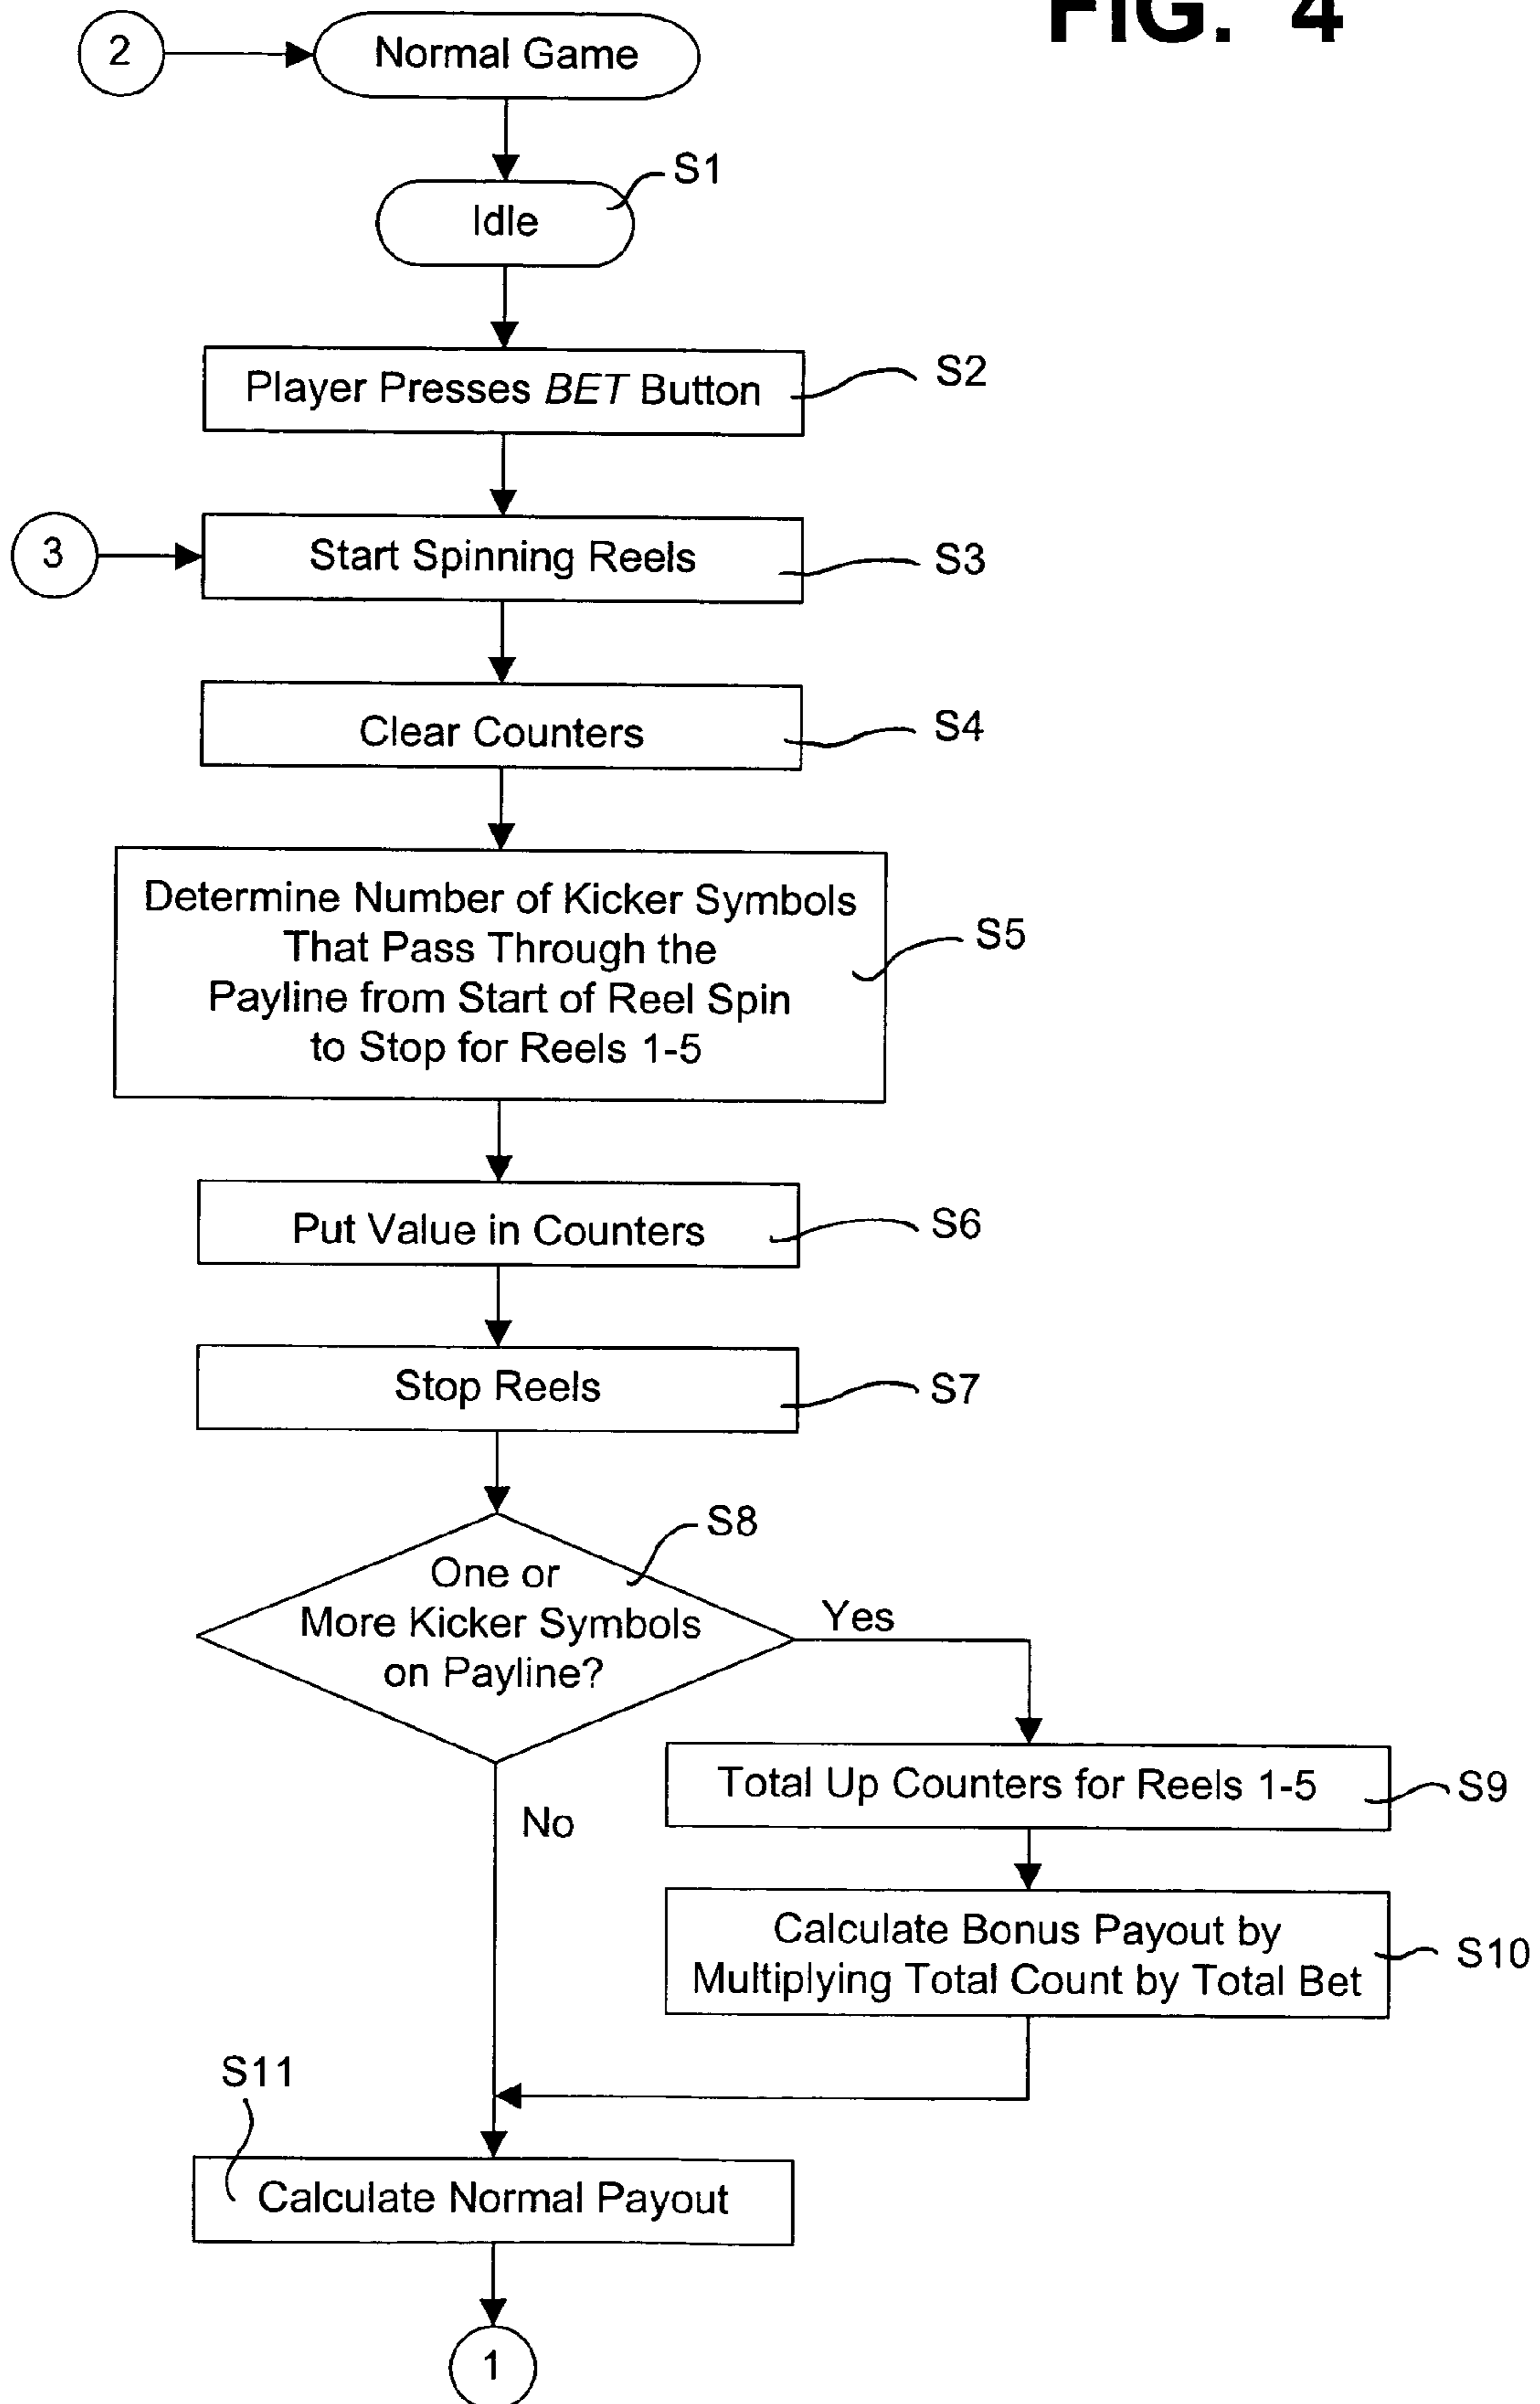 FIG. 4
2
Normal Game
S1
Idle
Player Presses BET Button
S2
3
Start Spinning Reels
S3
Clear Counters
S4
Determine Number of Kicker Symbols
That Pass Through the
Payline from Start of Reel Spin
to Stop for Reels 1-5
S5
Put Value in Counters
S6
Stop Reels
S7
S8
One or
More Kicker Symbols
on Payline?
Yes
No
Total Up Counters for Reels 1-5
S9
Calculate Bonus Payout by
Multiplying Total Count by Total Bet
S10
S11
Calculate Normal Payout
1